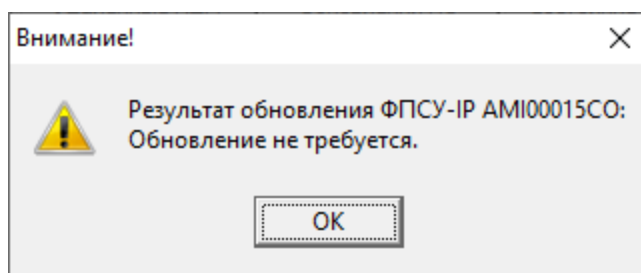 Внимание!
Результат обновления ФПСУ-IP AMI00015CO:
Обновление не требуется.
OK